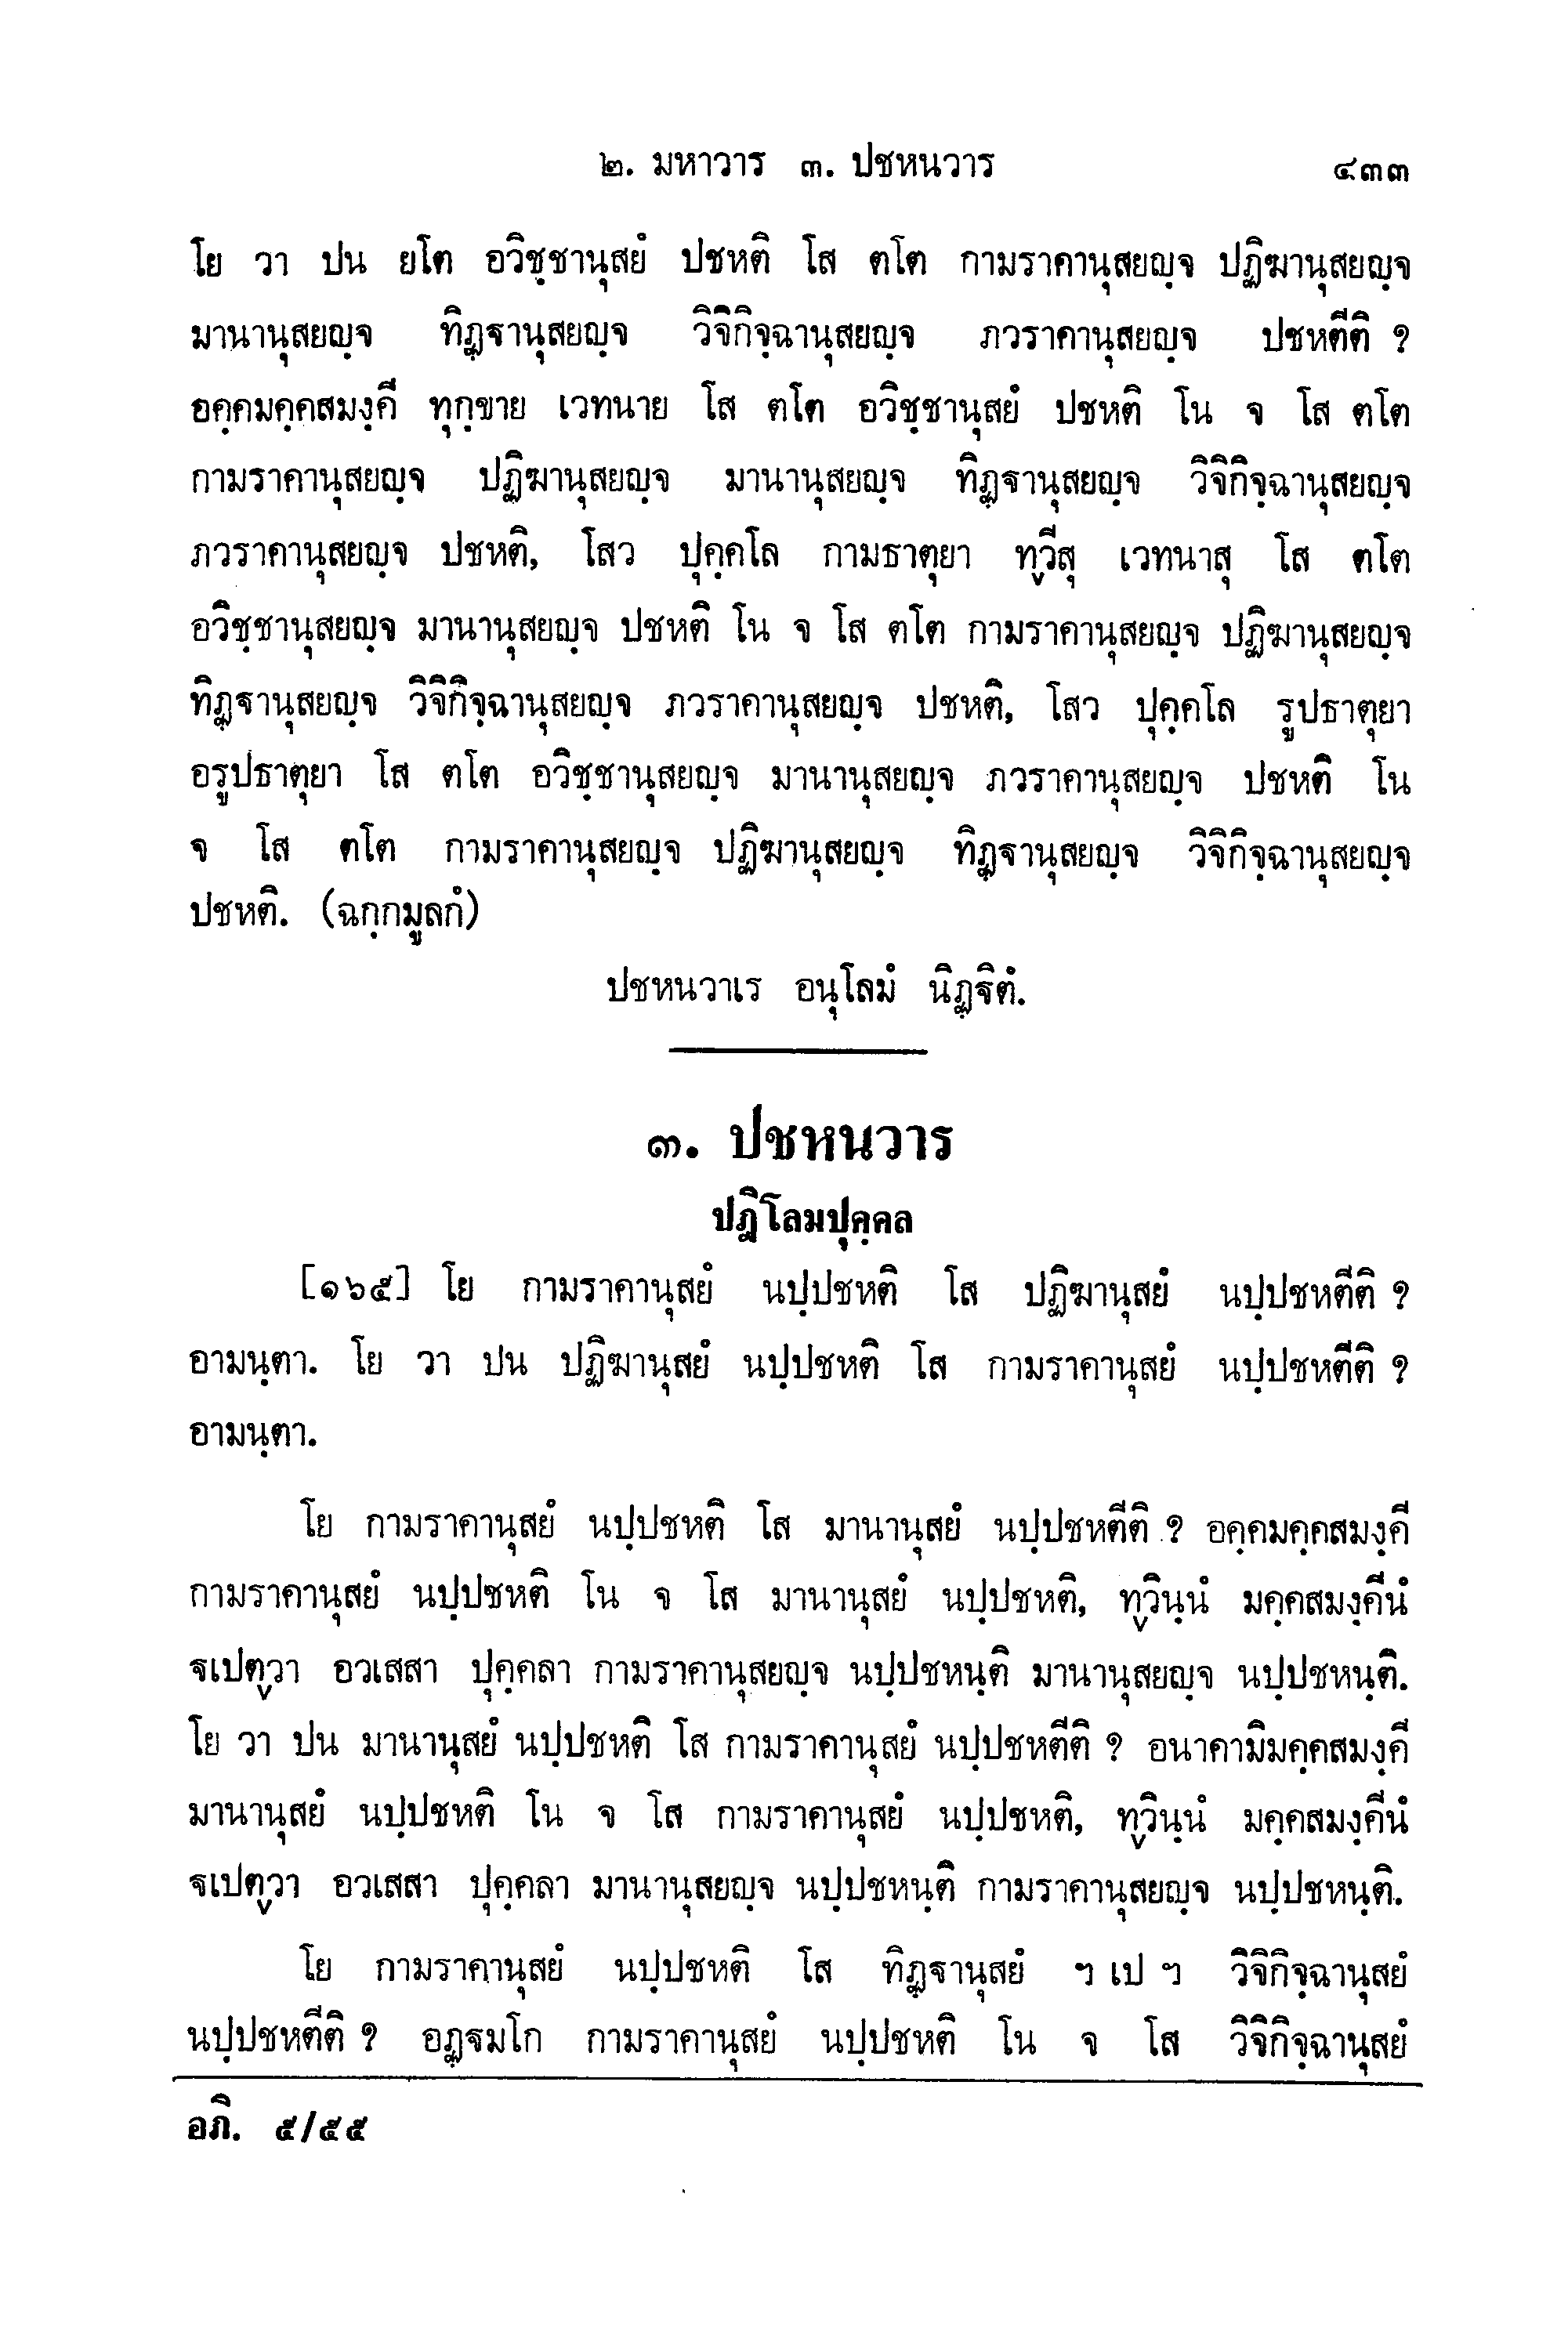 ๒. มหาวาร ๓. ปชหนวาร ๔๓๓
โย วา ปน ยโต อวิชฺชานุสยํ ปชหติ โส ตโต กามราคานุสยญฺจ ปฏิฆานุสยญฺจ
มานานุสยญฺจ ทิฏฺฐานุสยญฺจ วิจิกิจฺฉานุสยญฺจ ภวราคานุสยญฺจ ปชหตีติ ?
อคฺคมคฺคสมงฺคี ทุกฺขาย เวทนาย โส ตโต อวิชฺชานุสยํ ปชหติ โน จ โส ตโต
กามราคานุสยญฺจ ปฏิฆานุสยญฺจ มานานุสยญฺจ ทิฏฺฐานุสยญฺจ วิจิกิจฺฉานุสยญฺจ
ภวราคานุสยญฺจ ปชหติ, โสว ปุคฺคโล กามธาตุยา ทฺวีสุ เวทนาสุ โส ตโต
อวิชฺชานุสยญฺจ มานานุสยญฺจ ปชหติ โน จ โส ตโต กามราคานุสยญฺจ ปฏิฆานุสยญฺจ
ทิฏฺฐานุสยญฺจ วิจิกิจฺฉานุสยญฺจ ภวราคานุสยญฺจ ปชหติ, โสว ปุคฺคโล รูปธาตุยา
อรูปธาตุยา โส ตโต อวิชฺชานุสยญฺจ มานานุสยญฺจ ภวราคานุสยญฺจ ปชหติ โน
จ โส ตโต กามราคานุสยญฺจ ปฏิฆานุสยญฺจ ทิฏฺฐานุสยญฺจ วิจิกิจฺฉานุสยญฺจ
ปชหติ. (ฉกฺกมูลกํ)
ปชหนวาเร อนุโลมํ นิฏฺฐิตํ.
๓. ปชหนวาร
ปฏิโลมปุคฺคล
[๑๖๕] โย กามราคานุสยํ นปฺปชหติ โส ปฏิฆานุสยํ นปฺปชหตีติ ?
อามนฺตา. โย วา ปน ปฏิฆานุสยํ นปฺปชหติ โส กามราคานุสยํ นปฺปชหตีติ ?
อามนฺตา.
โย กามราคานุสยํ นปฺปชหติ โส มานานุสยํ นปฺปชหตีติ ? อคฺคมคฺคสมงฺคี
กามราคานุสยํ นปฺปชหติ โน จ โส มานานุสยํ นปฺปชหติ, ทฺวินฺนํ มคฺคสมงฺคีนํ
ฐเปตฺวา อวเสสา ปุคฺคลา กามราคานุสยญฺจ นปฺปชหนฺติ มานานุสยญฺจ นปฺปชหนฺติ.
โย วา ปน มานานุสยํ นปฺปชหติ โส กามราคานุสยํ นปฺปชหตีติ ? อนาคามิมคฺคสมงฺคี
มานานุสยํ นปฺปชหติ โน จ โส กามราคานุสยํ นปฺปชหติ, ทฺวินฺนํ มคฺคสมงฺคีนํ
ฐเปตฺวา อวเสสา ปุคฺคลา มานานุสยญฺจ นปฺปชหนฺติ กามราคานุสยญฺจ นปฺปชหนฺติ.
โย กามราคานุสยํ นปฺปชหติ โส ทิฏฺฐานุสยํ ฯ เป ฯ วิจิกิจฺฉานุสยํ
นปฺปชหตีติ ? อฏฺฐมโก กามราคานุสยํ นปฺปชหติ โน จ โส วิจิกิจฺฉานุสยํ
อภิ. ๕/๕๕